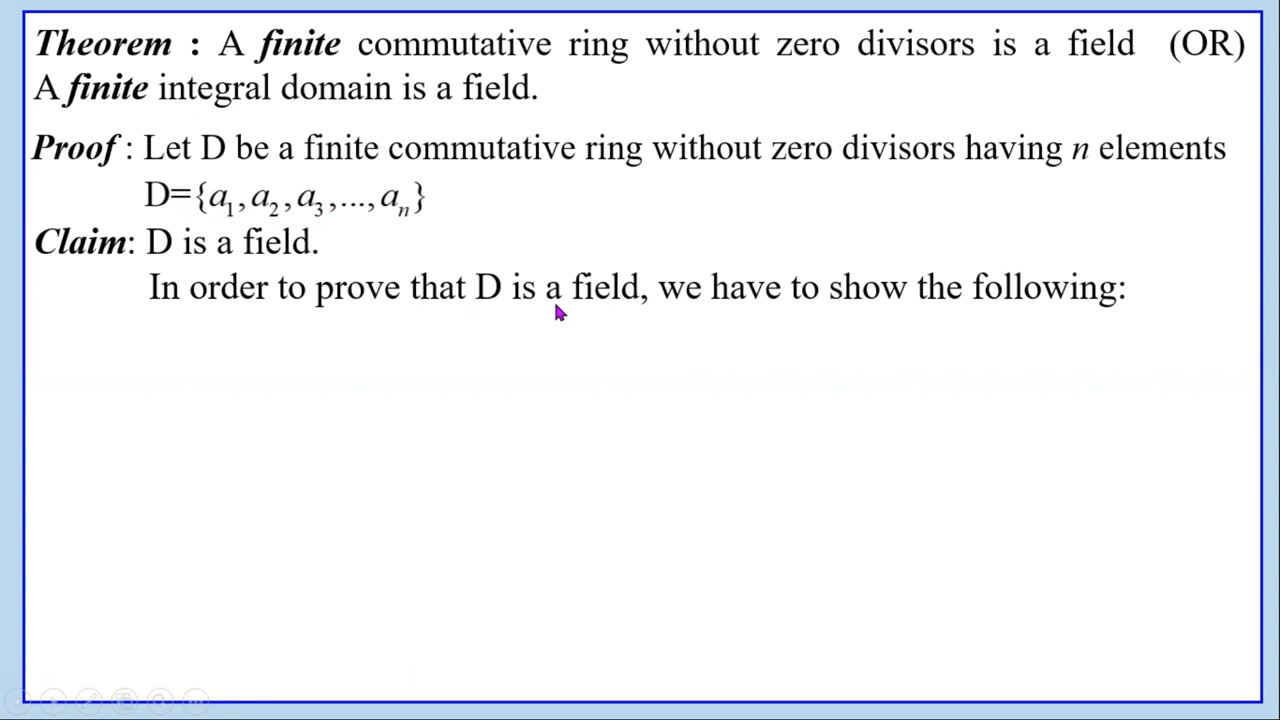 Theorem : A finite commutative ring without zero divisors is a field (OR)
A finite integral domain is a field.
Proof : Let D be a finite commutative ring without zero divisors having n elements
D={a₁, a₂, a₃,..., aₙ}
Claim: D is a field.
In order to prove that D is a field, we have to show the following: